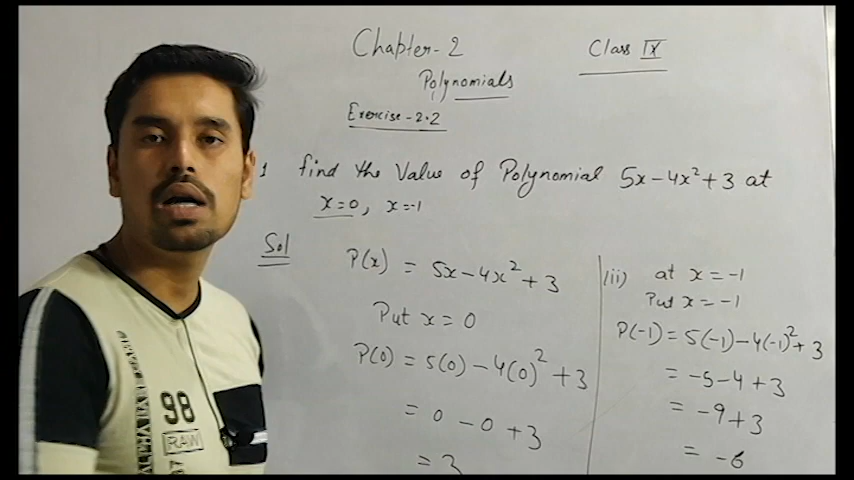 Chapter-2
Class IX
Polynomials
Exercise-2.2
1 find the Value of Polynomial 5x-4x²+3 at
x=0, x=-1
Sol
P(x) = 5x-4x²+3
Put x=0
P(0) = 5(0)-4(0)²+3
= 0-0+3
= 3
(ii) at x=-1
Put x=-1
P(-1)=5(-1)-4(-1)²+3
= -5-4+3
= -9+3
= -6
98
RAW